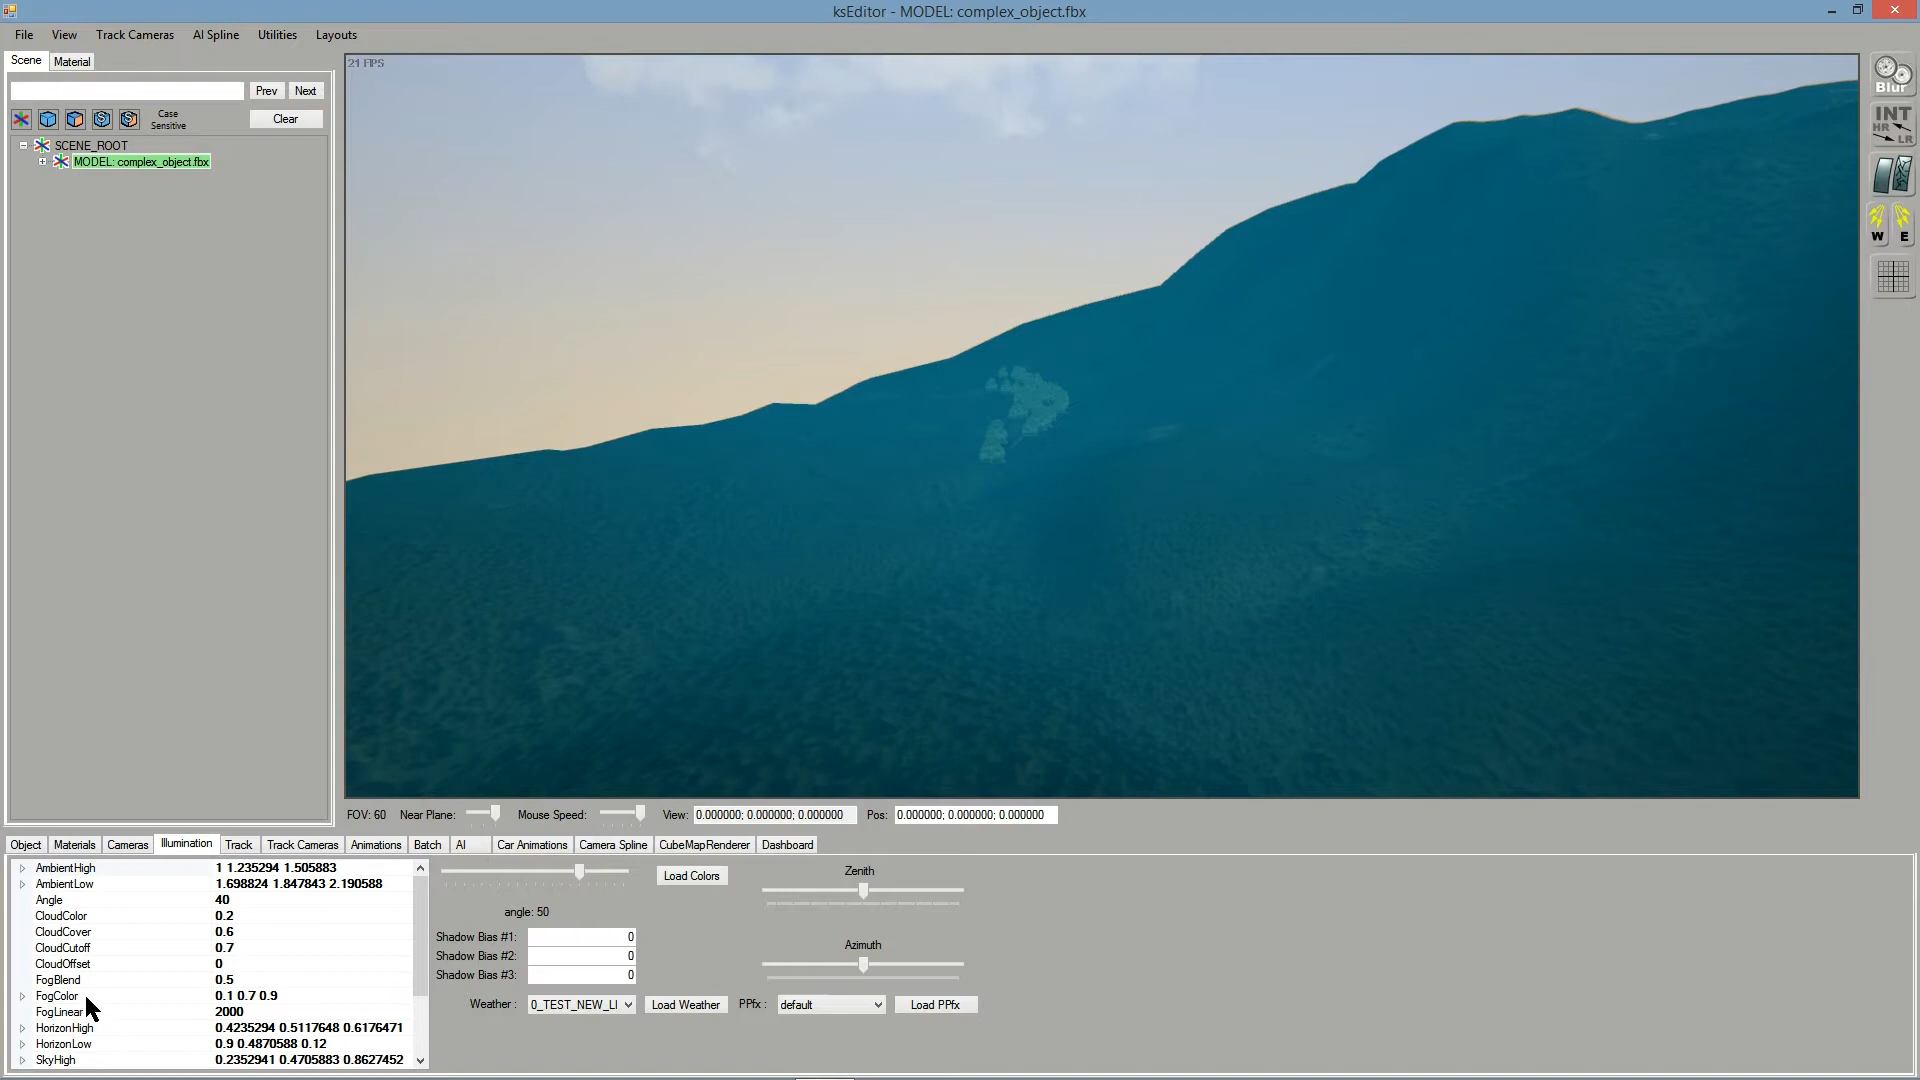 ksEditor - MODEL: complex_object.fbx
File View Track Cameras AI Spline Utilities Layouts
Scene Material
Prev Next
Case Sensitive
Clear
SCENE_ROOT
MODEL: complex_object.fbx
21 FPS
Blur
INT
HR
LR
W E
FOV: 60 Near Plane: Mouse Speed: View: 0.000000; 0.000000; 0.000000 Pos: 0.000000; 0.000000; 0.000000
Object Materials Cameras Illumination Track Track Cameras Animations Batch AI Car Animations Camera Spline CubeMapRenderer Dashboard
AmbientHigh 1 1.235294 1.505883
AmbientLow 1.698824 1.847843 2.190588
Angle 40
CloudColor 0.2
CloudCover 0.6
CloudCutoff 0.7
CloudOffset 0
FogBlend 0.5
FogColor 0.1 0.7 0.9
FogLinear 2000
HorizonHigh 0.4235294 0.5117648 0.6176471
HorizonLow 0.9 0.4870588 0.12
SkyHigh 0.2352941 0.4705883 0.8627452
Load Colors
angle: 50
Shadow Bias #1: 0
Shadow Bias #2: 0
Shadow Bias #3: 0
Weather : 0_TEST_NEW_LI Load Weather PPfx : default Load PPfx
Zenith
Azimuth